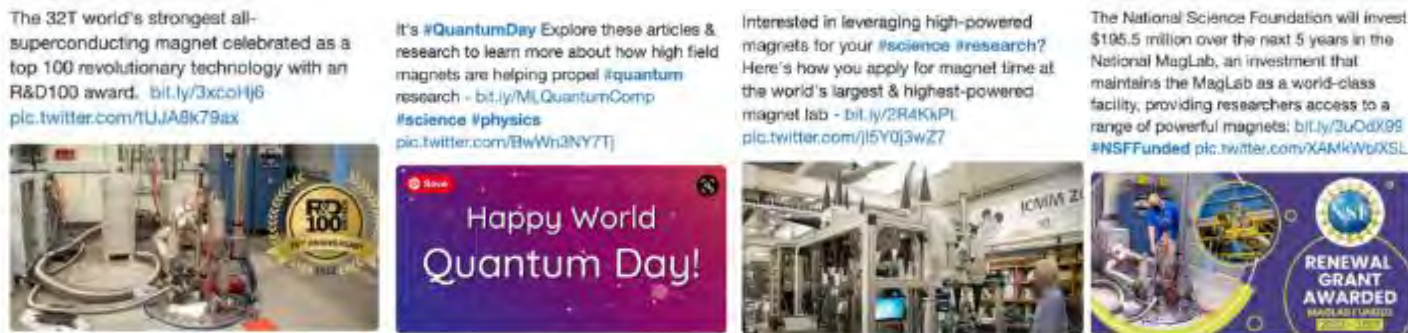 The 32T world's strongest all-
superconducting magnet celebrated as a
top 100 revolutionary technology with an
R&D100 award. bit.ly/3xcoHj6
pic.twitter.com/tUJA8k79ax
R&D
100
It's #QuantumDay Explore these articles &
research to learn more about how high field
magnets are helping propel #quantum
research - bit.ly/MLQuantumComp
#science #physics
pic.twitter.com/BwWn3NY7Tj
Save
Happy World
Quantum Day!
Interested in leveraging high-powered
magnets for your #science #research?
Here's how you apply for magnet time at
the world's largest & highest-powered
magnet lab - bit.ly/2R4KkPt
pic.twitter.com/jI5Y0j3wZ7
The National Science Foundation will invest
$195.5 million over the next 5 years in the
National MagLab, an investment that
maintains the MagLab as a world-class
facility, providing researchers access to a
range of powerful magnets: bit.ly/3uOdX99
#NSFFunded pic.twitter.com/XAMkWbIXSL
NSF
RENEWAL
GRANT
AWARDED